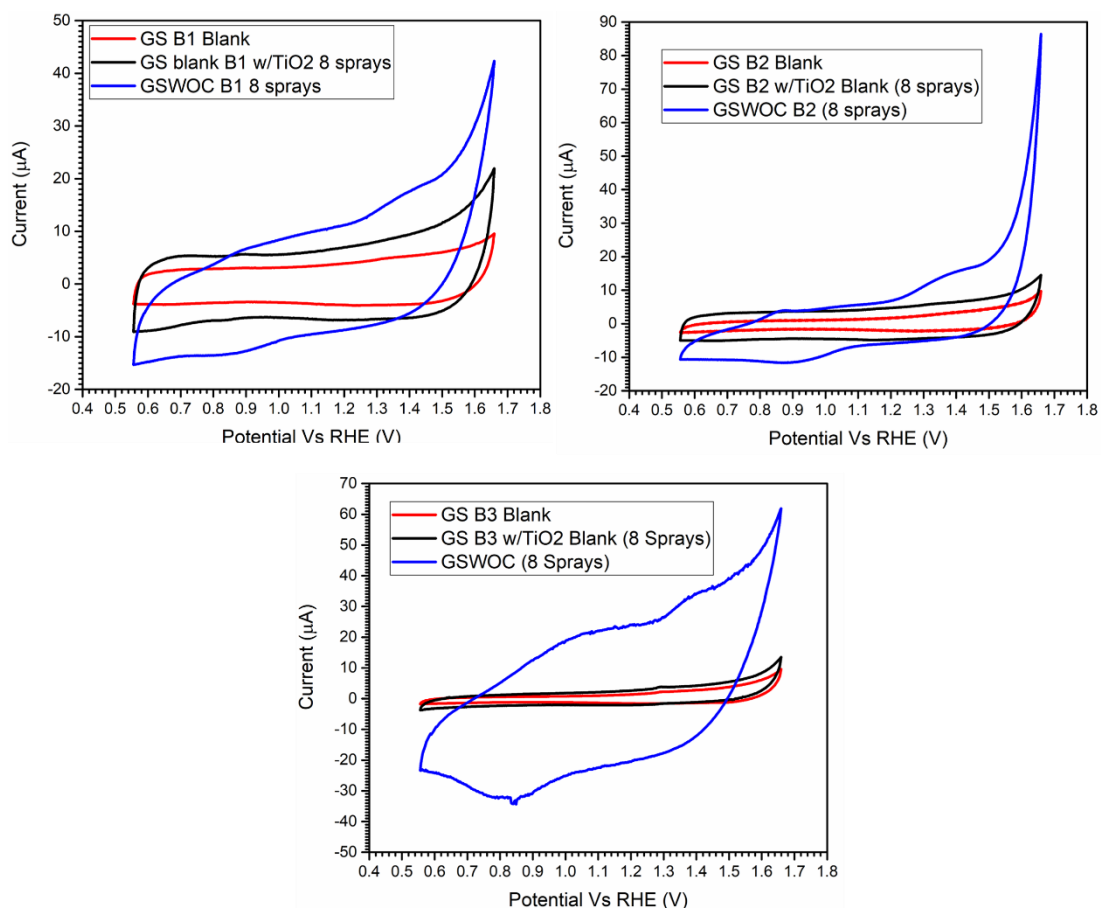 GS B1 Blank
GS blank B1 w/TiO2 8 sprays
GSWOC B1 8 sprays
50
40
30
20
10
0
-10
-20
Current (µA)
0.4 0.5 0.6 0.7 0.8 0.9 1.0 1.1 1.2 1.3 1.4 1.5 1.6 1.7 1.8
Potential Vs RHE (V)
GS B2 Blank
GS B2 w/TiO2 Blank (8 sprays)
GSWOC B2 (8 sprays)
90
80
70
60
50
40
30
20
10
0
-10
-20
Current (µA)
0.4 0.5 0.6 0.7 0.8 0.9 1.0 1.1 1.2 1.3 1.4 1.5 1.6 1.7 1.8
Potential Vs RHE (V)
GS B3 Blank
GS B3 w/TiO2 Blank (8 Sprays)
GSWOC (8 Sprays)
70
60
50
40
30
20
10
0
-10
-20
-30
-40
-50
Current (µA)
0.4 0.5 0.6 0.7 0.8 0.9 1.0 1.1 1.2 1.3 1.4 1.5 1.6 1.7 1.8
Potential Vs RHE (V)